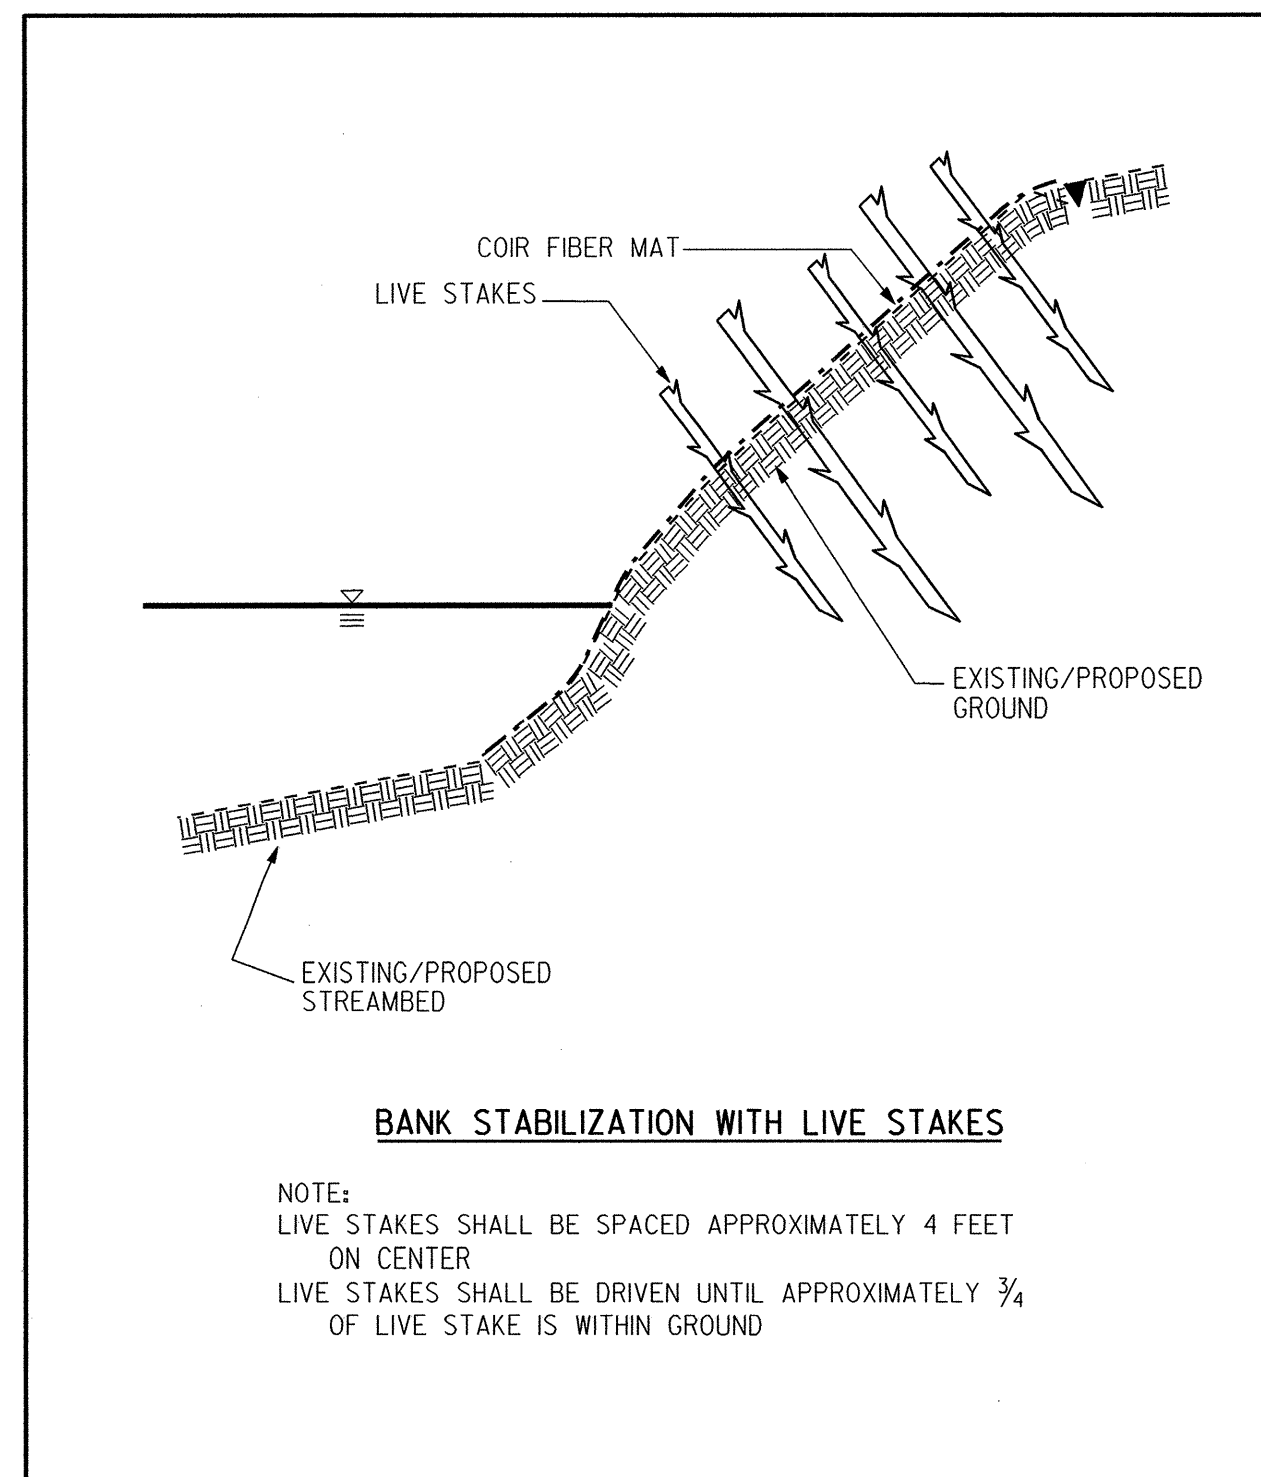 COIR FIBER MAT
LIVE STAKES
EXISTING/PROPOSED
GROUND
EXISTING/PROPOSED
STREAMBED
BANK STABILIZATION WITH LIVE STAKES
NOTE:
LIVE STAKES SHALL BE SPACED APPROXIMATELY 4 FEET
ON CENTER
LIVE STAKES SHALL BE DRIVEN UNTIL APPROXIMATELY ¾
OF LIVE STAKE IS WITHIN GROUND